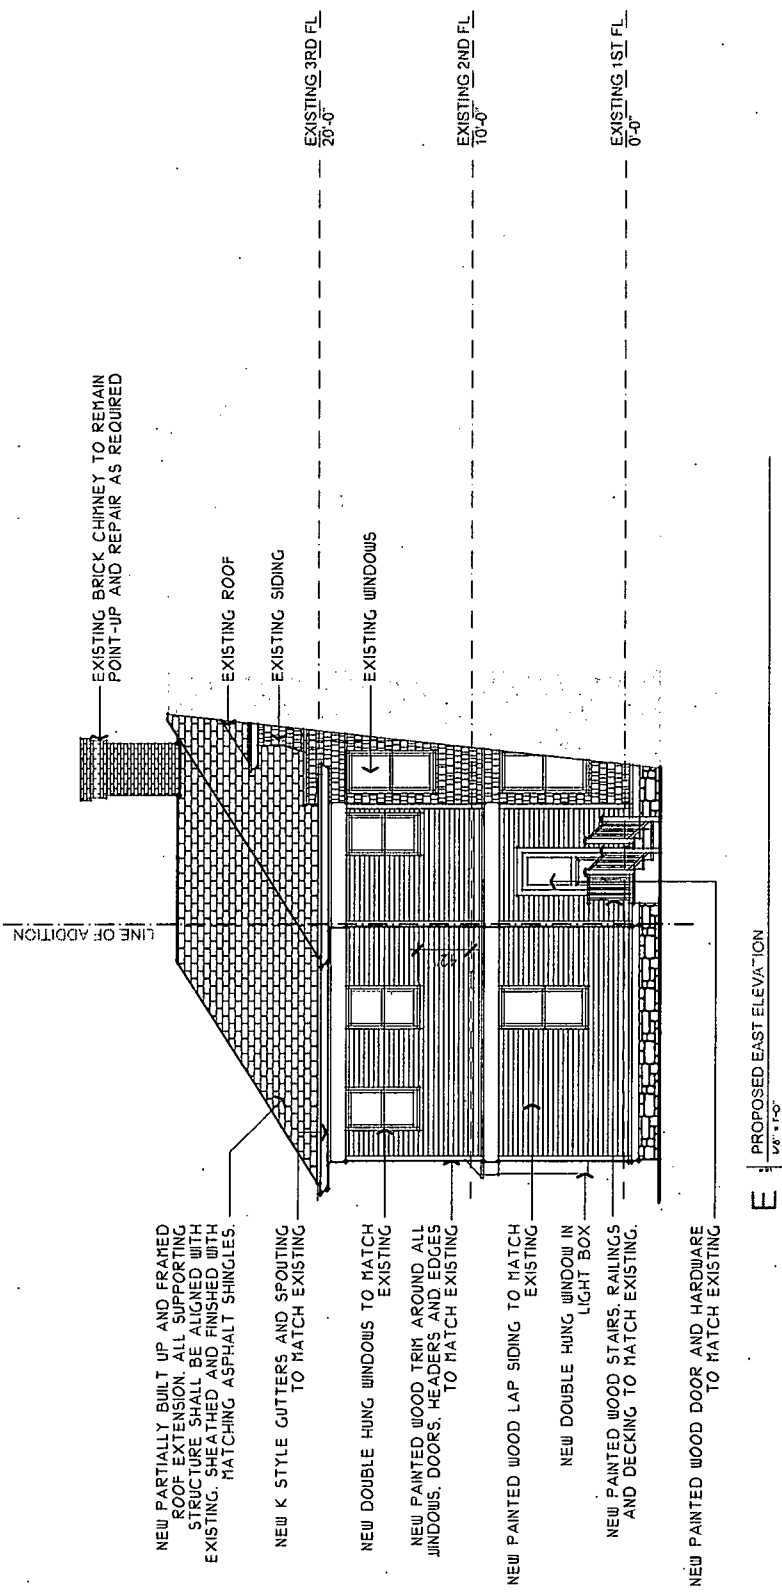 EXISTING BRICK CHIMNEY TO REMAIN
POINT-UP AND REPAIR AS REQUIRED
LINE OF ADDITION
EXISTING ROOF
EXISTING SIDING
EXISTING WINDOWS
EXISTING 3RD FL
20'-0"
EXISTING 2ND FL
10'-0"
EXISTING 1ST FL
0'-0"
NEW PARTIALLY BUILT UP AND FRAMED
ROOF EXTENSION. ALL SUPPORTING
STRUCTURE SHALL BE ALIGNED WITH
EXISTING. SHEATHED AND FINISHED WITH
MATCHING ASPHALT SHINGLES.
NEW K STYLE GUTTERS AND SPOUTING
TO MATCH EXISTING
NEW DOUBLE HUNG WINDOWS TO MATCH
EXISTING
NEW PAINTED WOOD TRIM AROUND ALL
WINDOWS, DOORS, HEADERS AND EDGES
TO MATCH EXISTING
NEW PAINTED WOOD LAP SIDING TO MATCH
EXISTING
NEW DOUBLE HUNG WINDOW IN
LIGHT BOX
NEW PAINTED WOOD STAIRS, RAILINGS
AND DECKING TO MATCH EXISTING.
NEW PAINTED WOOD DOOR AND HARDWARE
TO MATCH EXISTING
42"
E
PROPOSED EAST ELEVATION
1/8" = 1'-0"